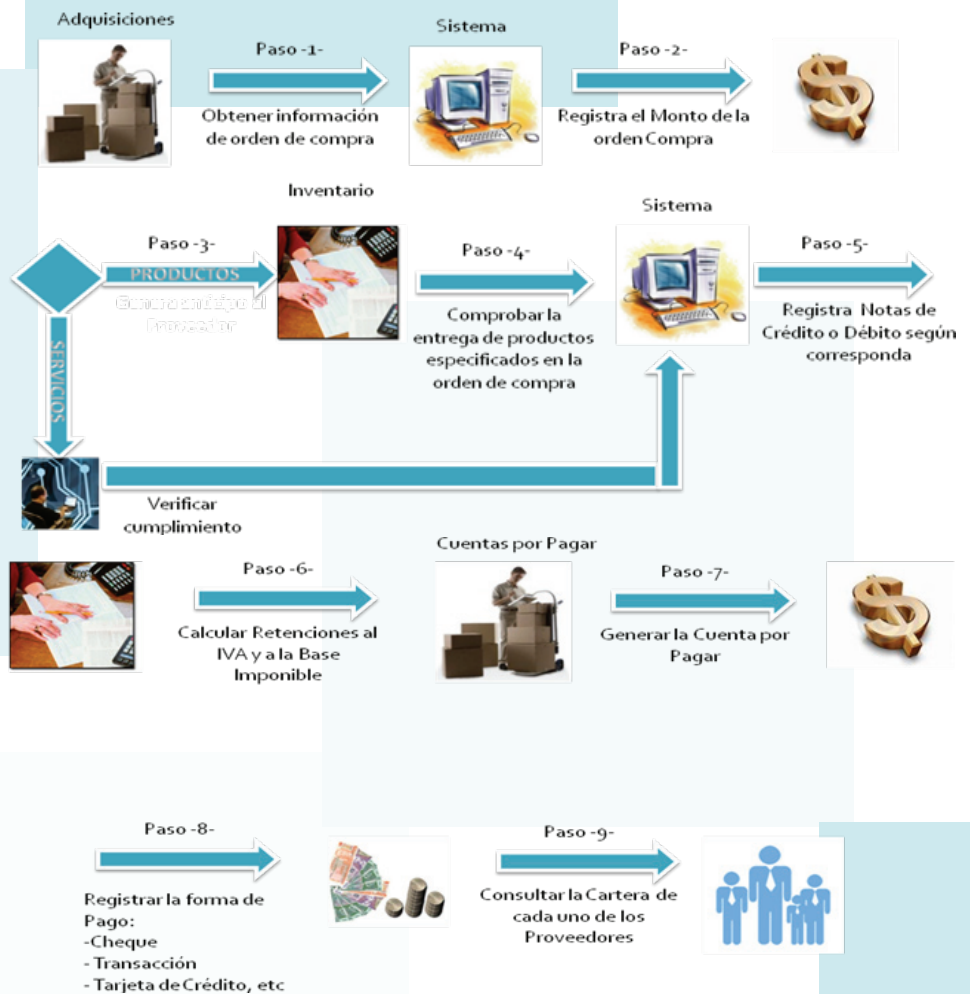 Adquisiciones
Sistema
Paso -1-
Paso -2-
Obtener información
de orden de compra
Registra el Monto de la
orden Compra
Inventario
Sistema
Paso -3-
PRODUCTOS
Genera anticipo al
Proveedor
Paso -4-
Comprobar la
entrega de productos
especificados en la
orden de compra
Paso -5-
Registra Notas de
Crédito o Débito según
corresponda
SERVICIOS
Verificar
cumplimiento
Cuentas por Pagar
Paso -6-
Calcular Retenciones al
IVA y a la Base
Imponible
Paso -7-
Generar la Cuenta por
Pagar
Paso -8-
Registrar la forma de
Pago:
-Cheque
- Transacción
- Tarjeta de Crédito, etc
Paso -9-
Consultar la Cartera de
cada uno de los
Proveedores